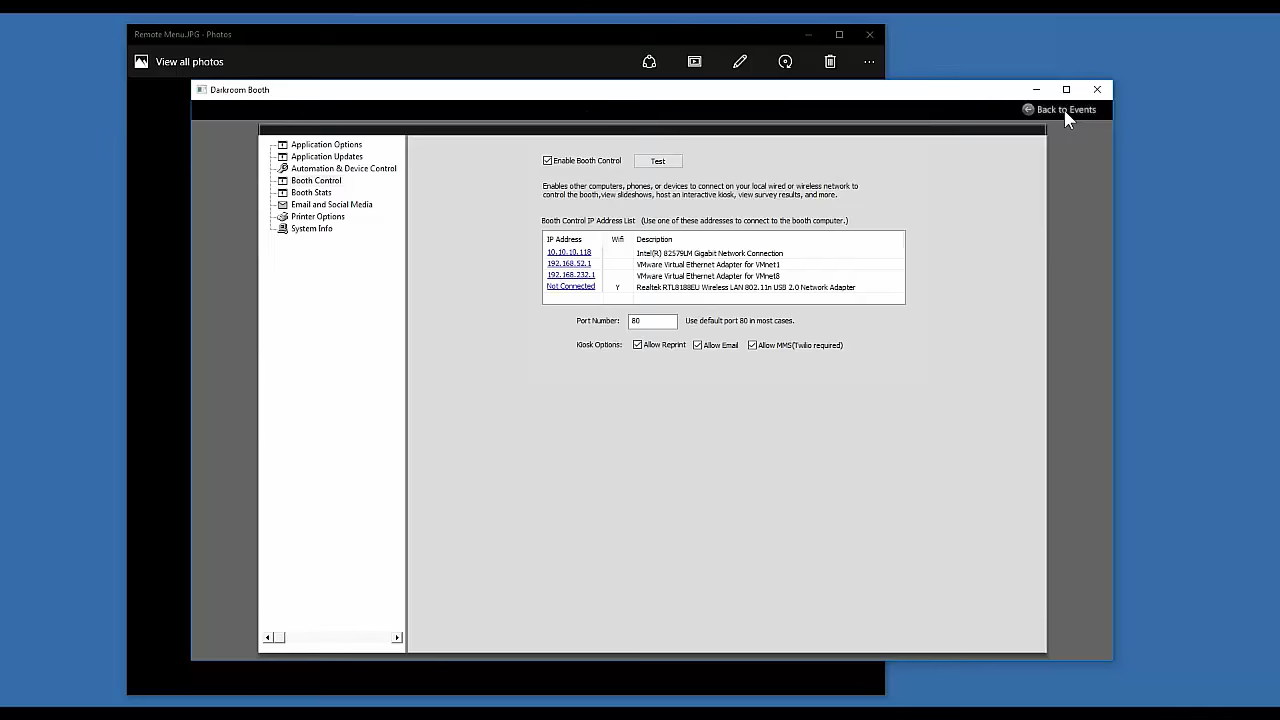 Remote Menu.JPG - Photos
View all photos
Darkroom Booth
Back to Events
Application Options
Application Updates
Automation & Device Control
Booth Control
Booth Stats
Email and Social Media
Printer Options
System Info
Enable Booth Control
Test
Enables other computers, phones, or devices to connect on your local wired or wireless network to
control the booth,view slideshows, host an interactive kiosk, view survey results, and more.
Booth Control IP Address List (Use one of these addresses to connect to the booth computer.)
IP Address Wifi Description
10.10.10.118 Intel(R) 82579LM Gigabit Network Connection
192.168.52.1 VMware Virtual Ethernet Adapter for VMnet1
192.168.232.1 VMware Virtual Ethernet Adapter for VMnet8
Not Connected Y Realtek RTL8188EU Wireless LAN 802.11n USB 2.0 Network Adapter
Port Number: 80 Use default port 80 in most cases.
Kiosk Options: Allow Reprint Allow Email Allow MMS(Twilio required)